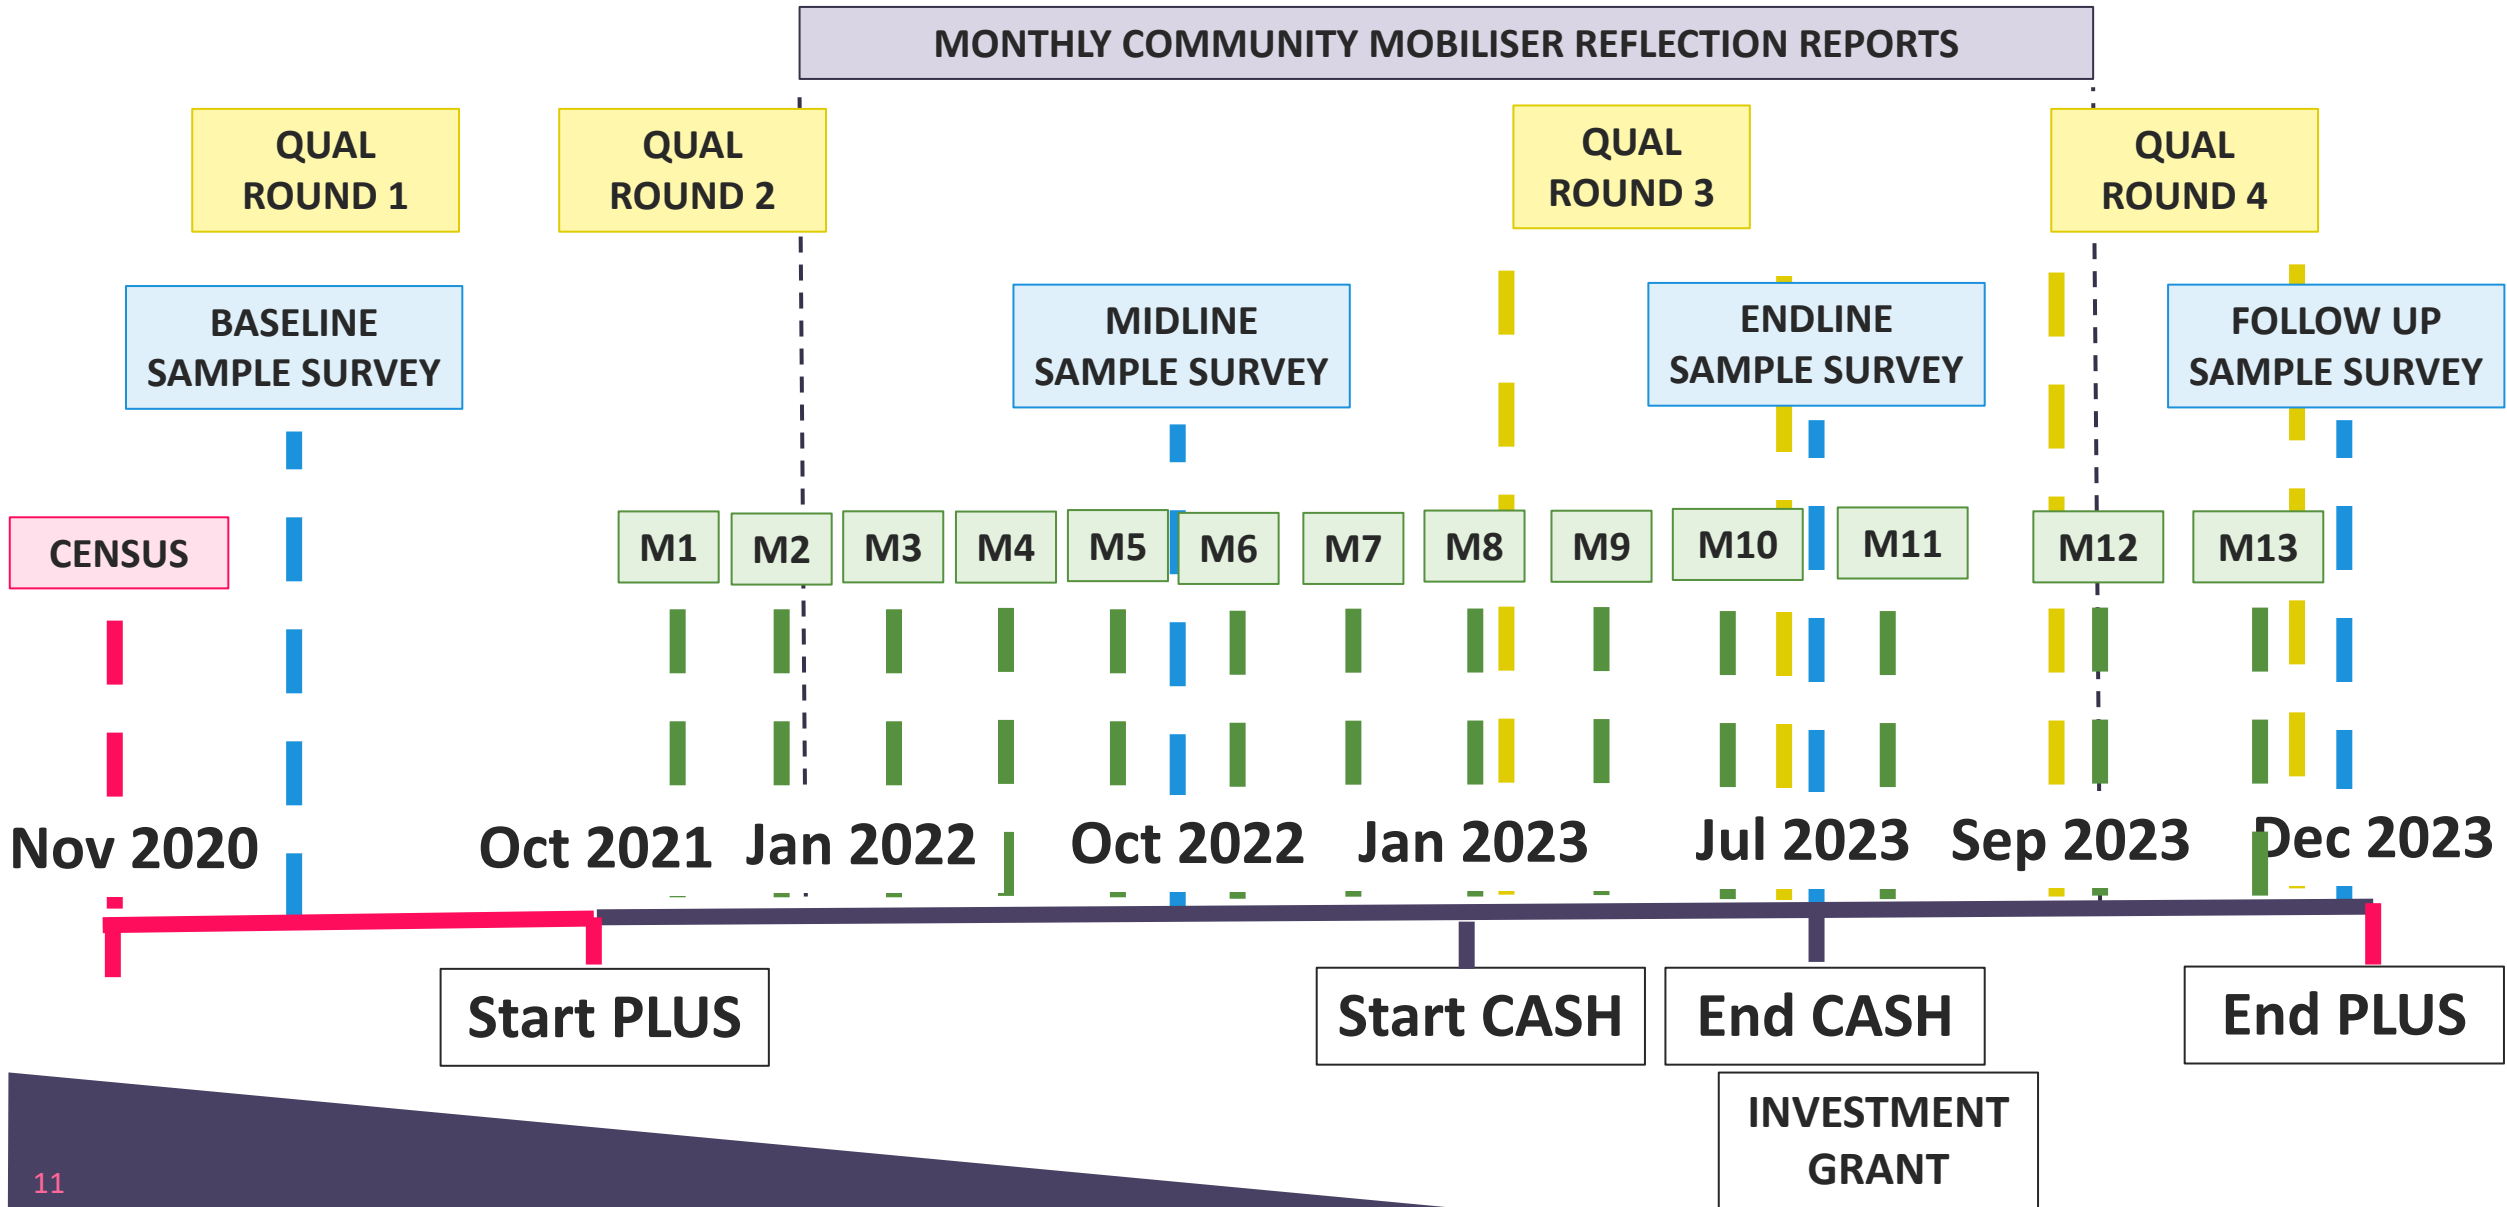 MONTHLY COMMUNITY MOBILISER REFLECTION REPORTS
QUAL
ROUND 1
QUAL
ROUND 2
QUAL
ROUND 3
QUAL
ROUND 4
BASELINE
SAMPLE SURVEY
MIDLINE
SAMPLE SURVEY
ENDLINE
SAMPLE SURVEY
FOLLOW UP
SAMPLE SURVEY
CENSUS
M1
M2
M3
M4
M5
M6
M7
M8
M9
M10
M11
M12
M13
Nov 2020
Oct 2021
Jan 2022
Oct 2022
Jan 2023
Jul 2023
Sep 2023
Dec 2023
Start PLUS
Start CASH
End CASH
End PLUS
INVESTMENT
GRANT
11